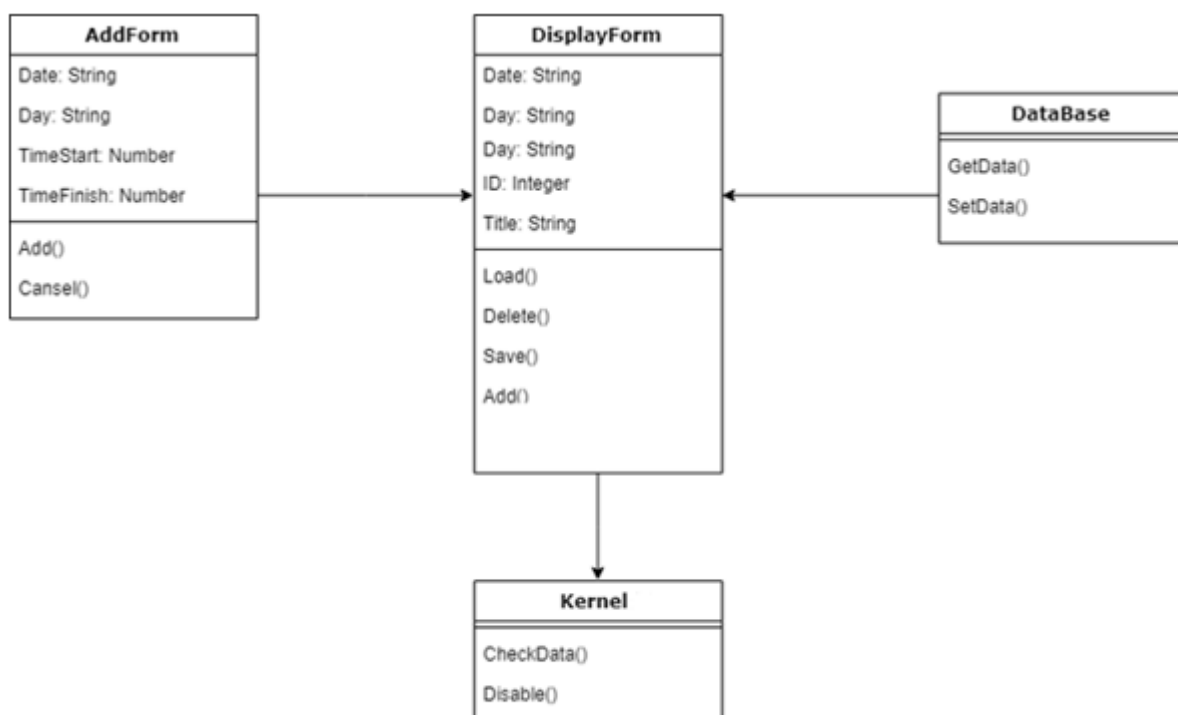 AddForm
Date: String
Day: String
TimeStart: Number
TimeFinish: Number
Add()
Cansel()
DisplayForm
Date: String
Day: String
Day: String
ID: Integer
Title: String
Load()
Delete()
Save()
Add()
DataBase
GetData()
SetData()
Kernel
CheckData()
Disable()